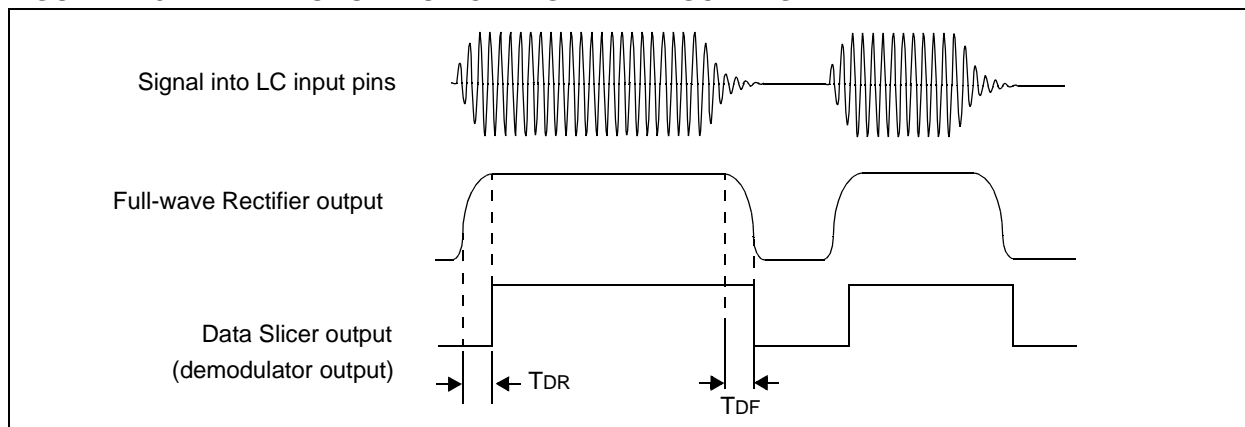 Signal into LC input pins
Full-wave Rectifier output
Data Slicer output
(demodulator output)
TDR
TDF